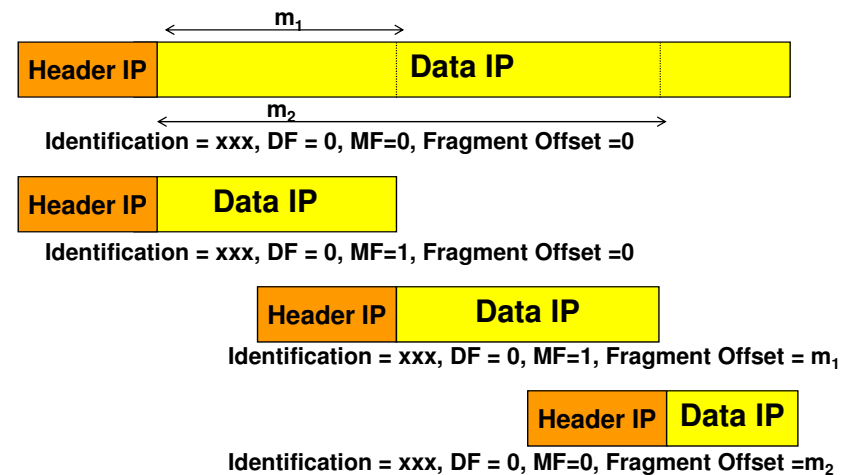 m₁
Header IP Data IP
m₂
Identification = xxx, DF = 0, MF=0, Fragment Offset =0
Header IP Data IP
Identification = xxx, DF = 0, MF=1, Fragment Offset =0
Header IP Data IP
Identification = xxx, DF = 0, MF=1, Fragment Offset = m₁
Header IP Data IP
Identification = xxx, DF = 0, MF=0, Fragment Offset =m₂